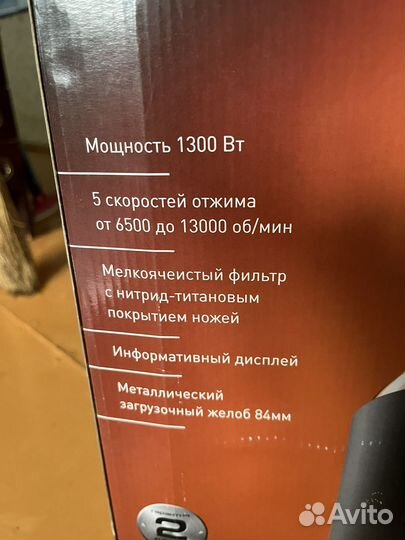 Мощность 1300 Вт
5 скоростей отжима
от 6500 до 13000 об/мин
Мелкоячеистый фильтр
с нитрид-титановым
покрытием ножей
Информативный дисплей
Металлический
загрузочный желоб 84мм
2
Avito